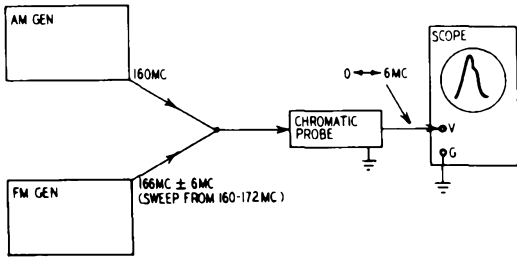 AM GEN
160MC
FM GEN
166MC ± 6MC
(SWEEP FROM 160-172MC)
CHROMATIC
PROBE
0 ↔ 6MC
SCOPE
V
G